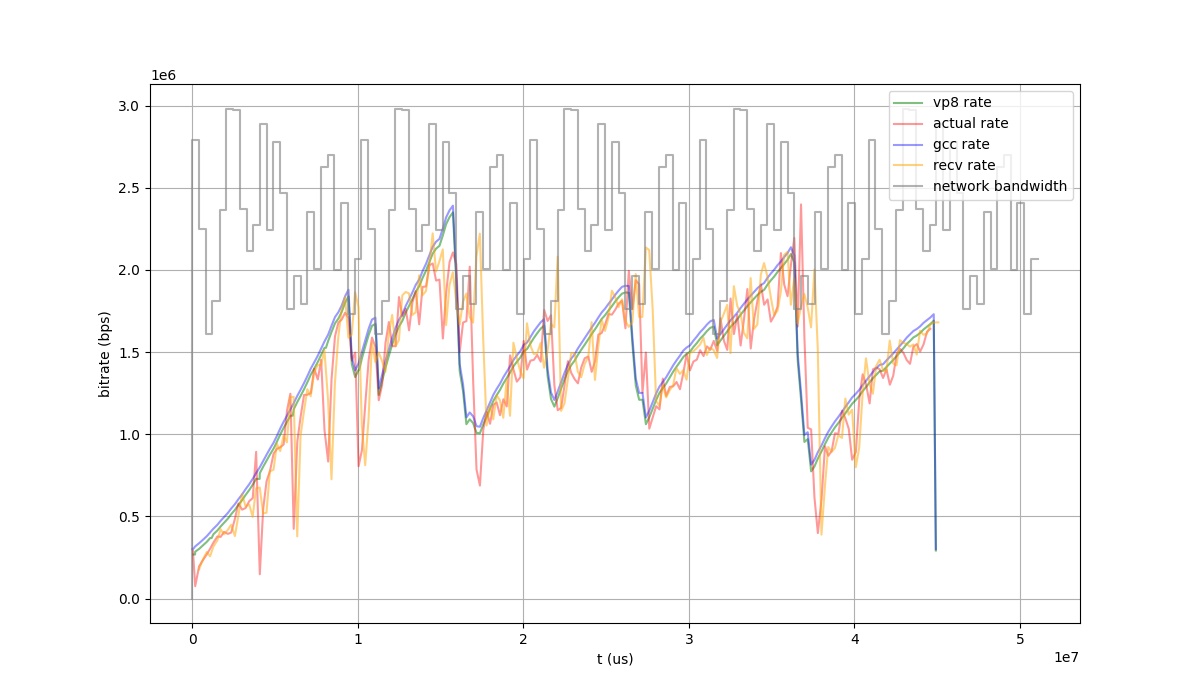 1e6
3.0
2.5
2.0
1.5
1.0
0.5
0.0
bitrate (bps)
vp8 rate
actual rate
gcc rate
recv rate
network bandwidth
0 1 2 3 4 5
t (us)
1e7